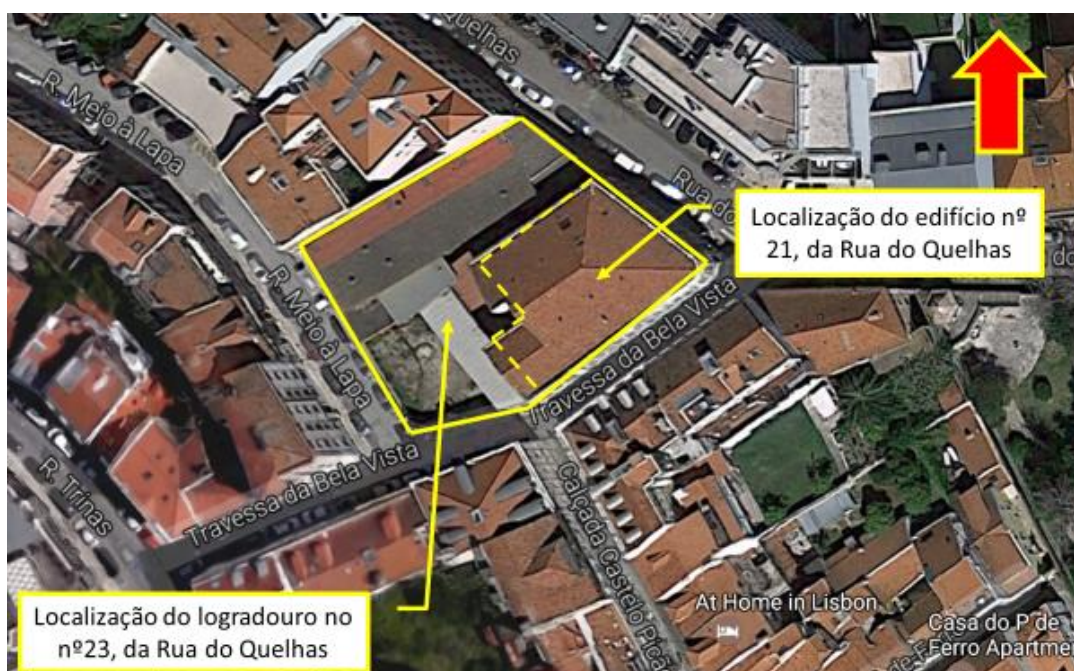 Quelhas
R. Meio à Lapa
Rua do
Localização do edifício nº
21, da Rua do Quelhas
R. Meio à Lapa
Travessa da Bela Vista
R. Trinas
Travessa da Bela Vista
Calçada Castelo Picão
Localização do logradouro no
nº23, da Rua do Quelhas
At Home in Lisbon
Casa do P de
Ferro Apartme